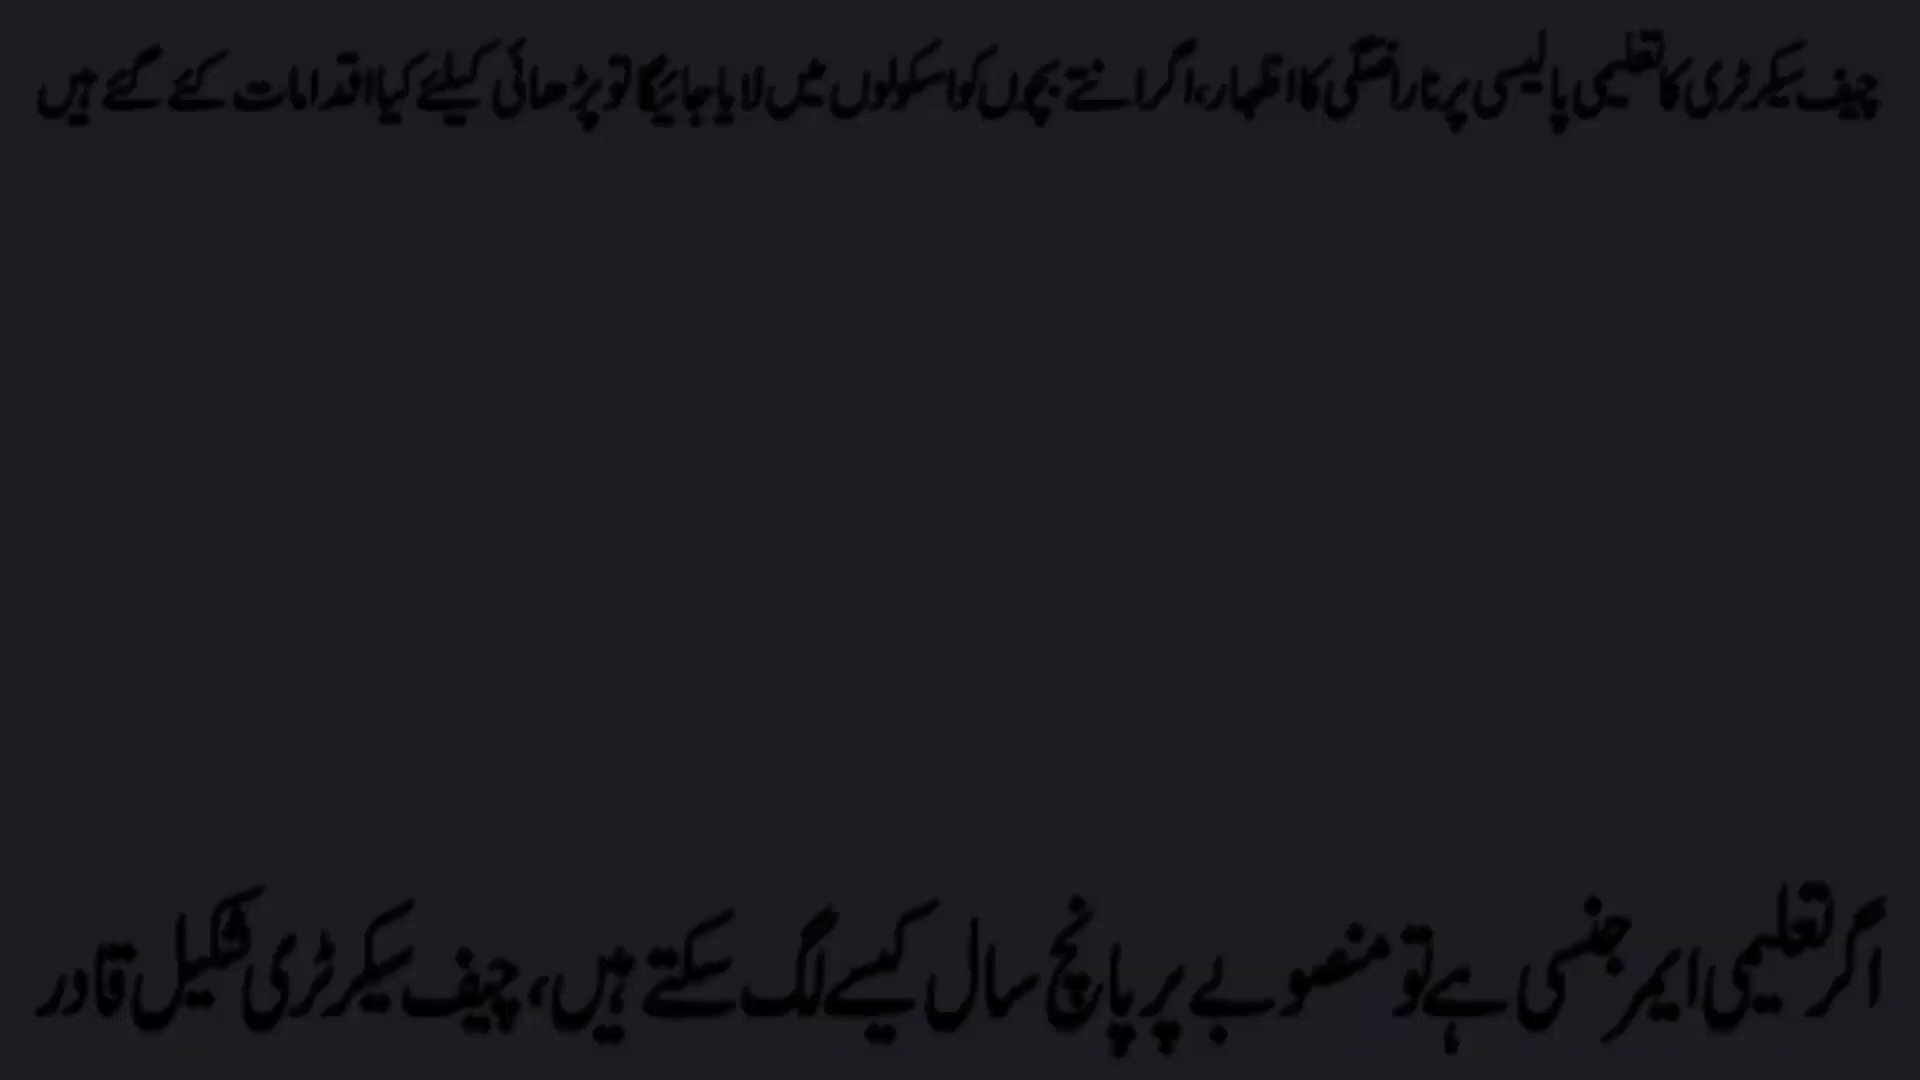 چیف سیکرٹری کا تعلیمی پالیسی پر ناراضگی کا اظہار، اگر اتنے بچوں کو اسکولوں میں لایا جائیگا تو پڑھائی کیلئے کیا اقدامات کئے گئے ہیں
اگر تعلیمی ایمرجنسی ہے تو منصوبے پر پانچ سال کیسے لگ سکتے ہیں، چیف سیکرٹری شکیل قادر